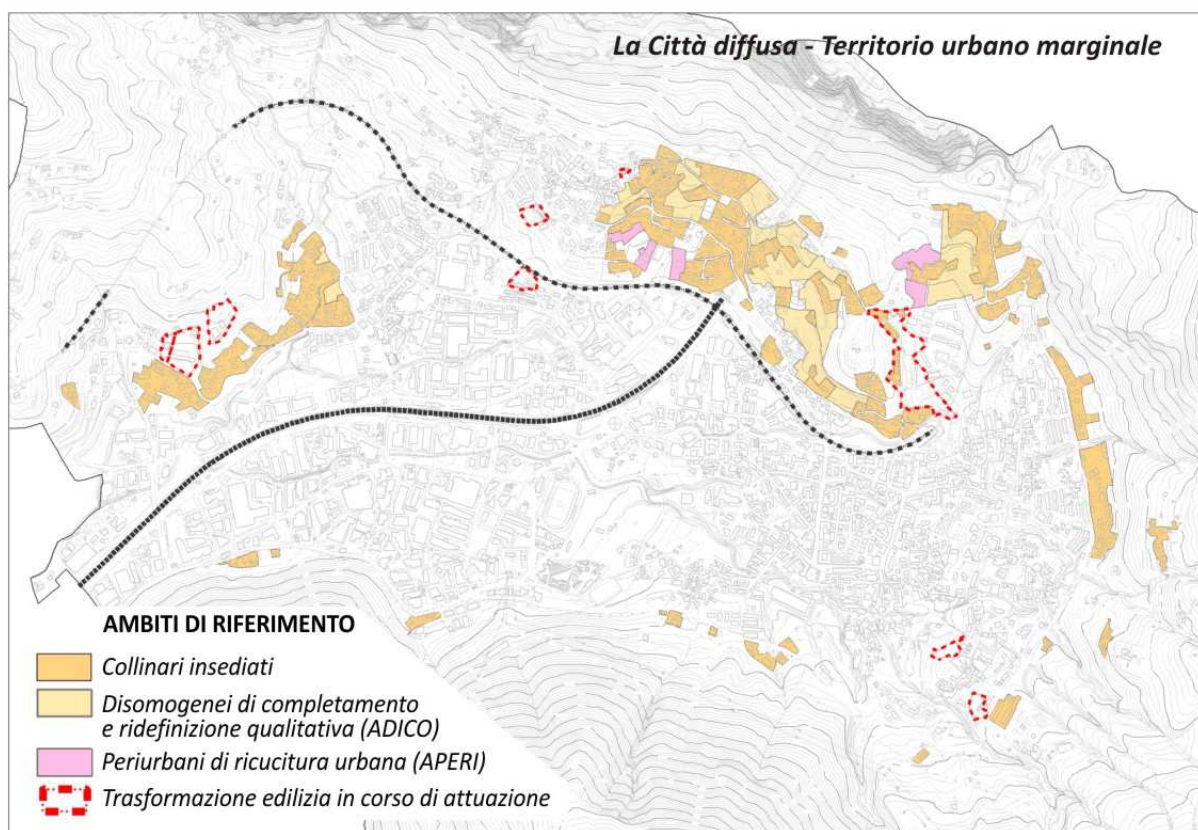 La Città diffusa - Territorio urbano marginale
AMBITI DI RIFERIMENTO
Collinari insediati
Disomogenei di completamento
e ridefinizione qualitativa (ADICO)
Periurbani di ricucitura urbana (APERI)
Trasformazione edilizia in corso di attuazione